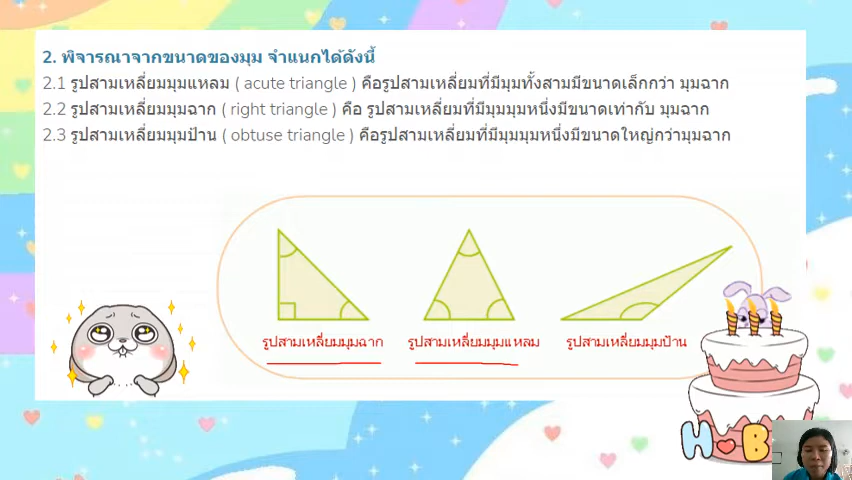 2. พิจารณาจากขนาดของมุม จำแนกได้ดังนี้
2.1 รูปสามเหลี่ยมมุมแหลม ( acute triangle ) คือรูปสามเหลี่ยมที่มีมุมทั้งสามมีขนาดเล็กกว่า มุมฉาก
2.2 รูปสามเหลี่ยมมุมฉาก ( right triangle ) คือ รูปสามเหลี่ยมที่มีมุมมุมหนึ่งมีขนาดเท่ากับ มุมฉาก
2.3 รูปสามเหลี่ยมมุมป้าน ( obtuse triangle ) คือรูปสามเหลี่ยมที่มีมุมมุมหนึ่งมีขนาดใหญ่กว่ามุมฉาก
รูปสามเหลี่ยมมุมฉาก รูปสามเหลี่ยมมุมแหลม รูปสามเหลี่ยมมุมป้าน
H B